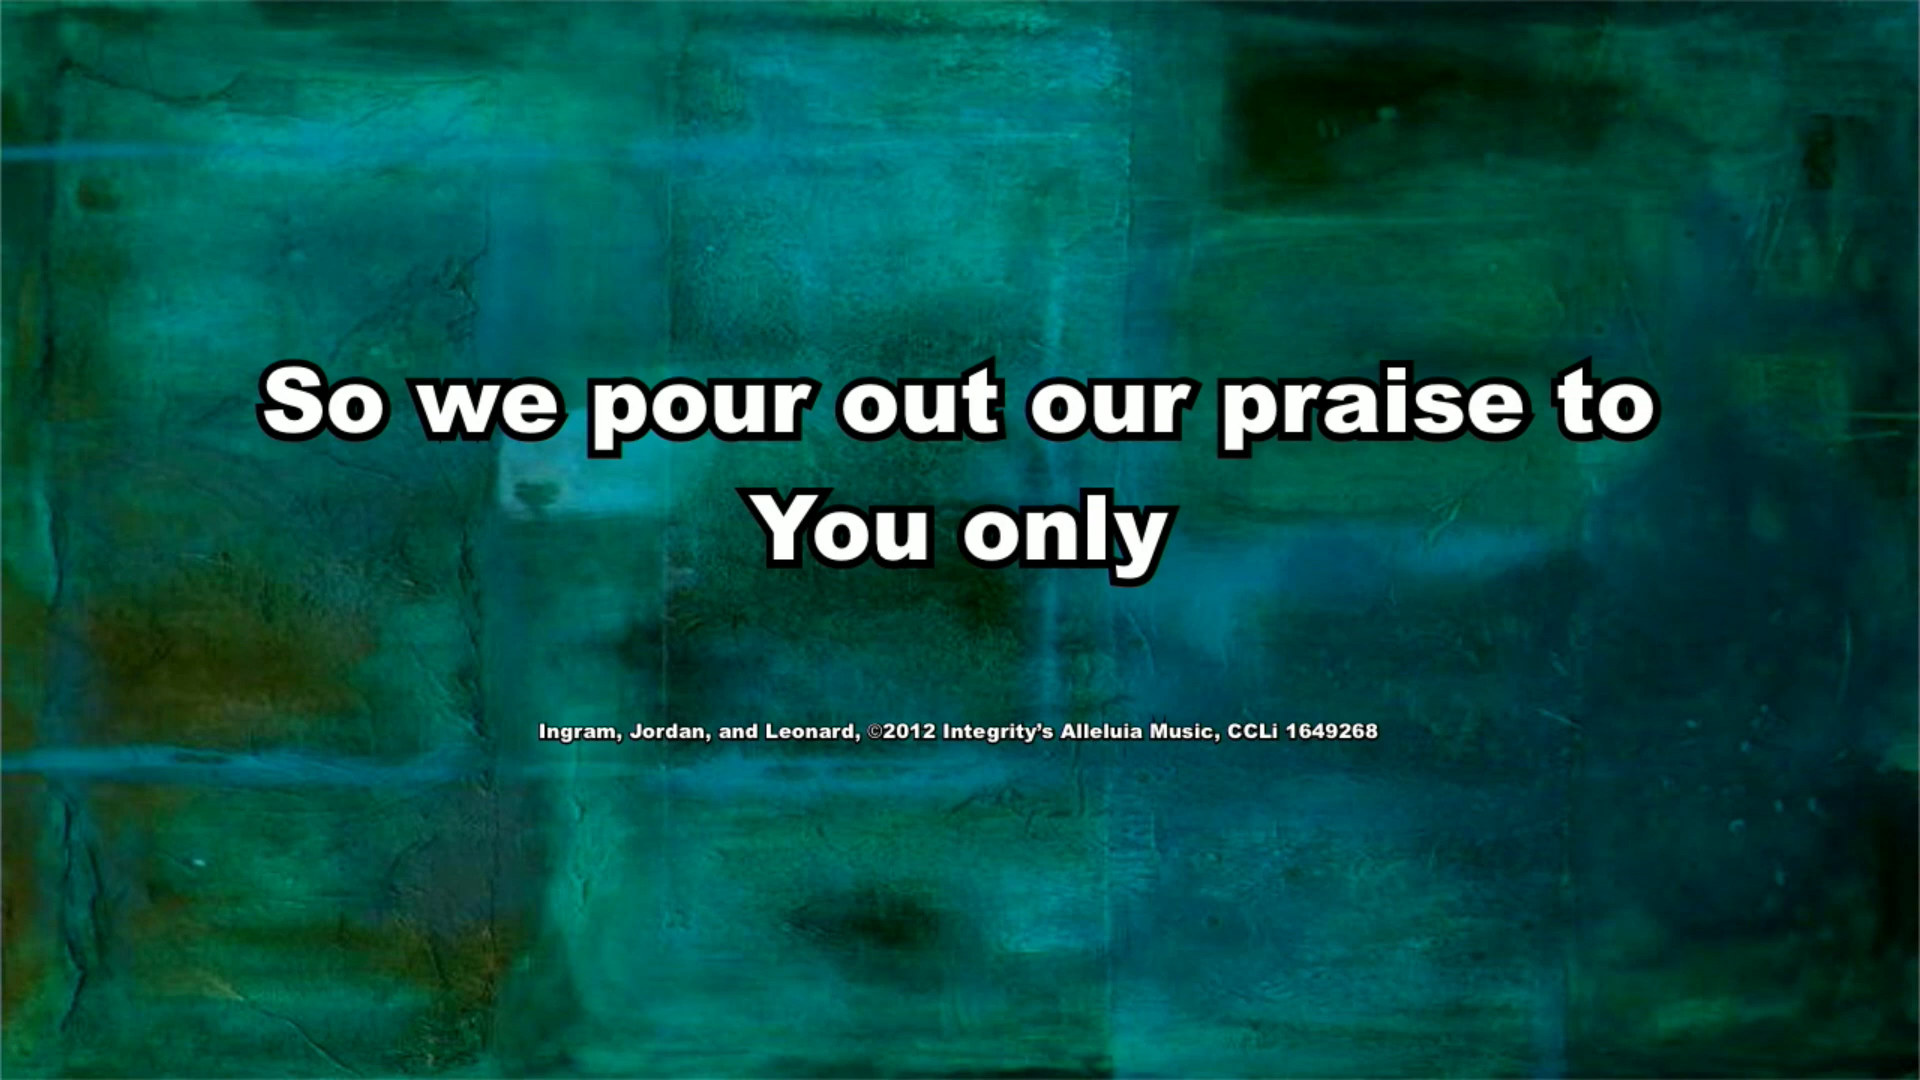 So we pour out our praise to
You only
Ingram, Jordan, and Leonard, ©2012 Integrity’s Alleluia Music, CCLi 1649268